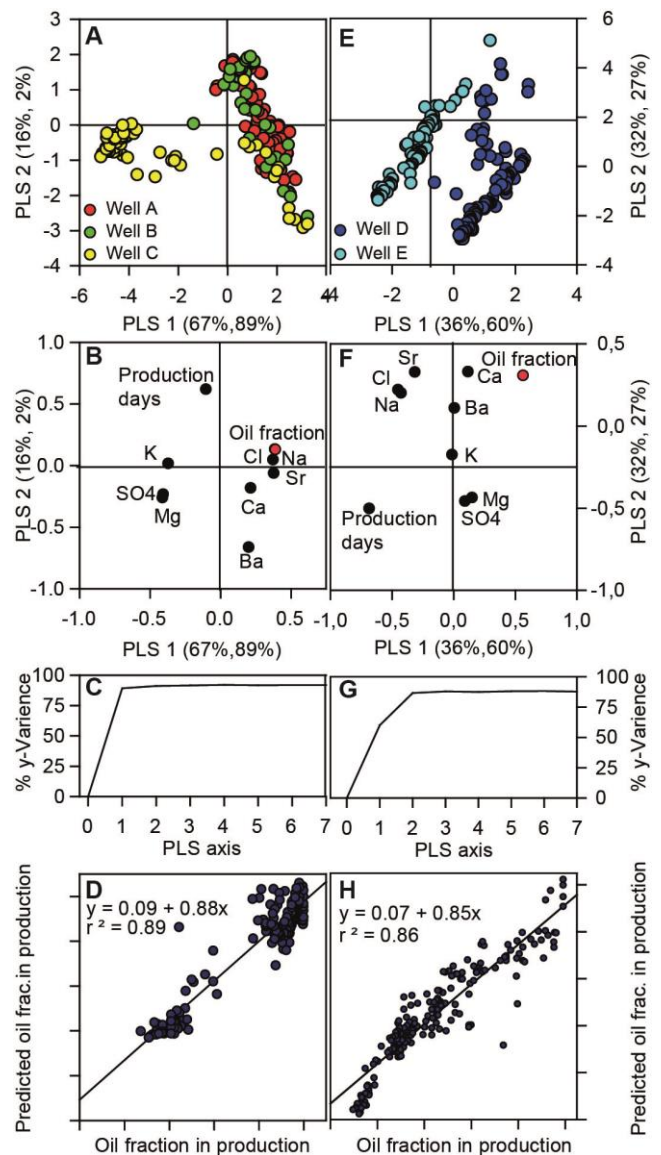 A
E
2
1
0
-1
-2
-3
-4
PLS 2 (16%, 2%)
Well A
Well B
Well C
-6
-4
-2
0
2
4
PLS 1 (67%,89%)
6
4
2
0
-2
-4
PLS 2 (32%, 27%)
Well D
Well E
-4
-2
0
2
4
PLS 1 (36%,60%)
B
1.0
0.5
0.0
-0.5
-1.0
PLS 2 (16%, 2%)
Production
days
K
SO4
Mg
Oil fraction
Cl
Na
Sr
Ca
Ba
-1.0
-0.5
0.0
0.5
PLS 1 (67%,89%)
F
Sr
Cl
Na
Oil fraction
Ca
Ba
K
Mg
SO4
Production
days
0,5
0,0
-0,5
-1,0
PLS 2 (32%, 27%)
-1.0
-0,5
0,0
0,5
1,0
PLS 1 (36%,60%)
C
100
75
50
25
0
% y-Varience
0
1
2
3
4
5
6
7
PLS axis
G
100
75
50
25
0
% y-Varience
0
1
2
3
4
5
6
7
PLS axis
D
y = 0.09 + 0.88x
r ² = 0.89
Predicted oil frac.in production
Oil fraction in production
H
y = 0.07 + 0.85x
r ² = 0.86
Predicted oil frac. in production
Oil fraction in production